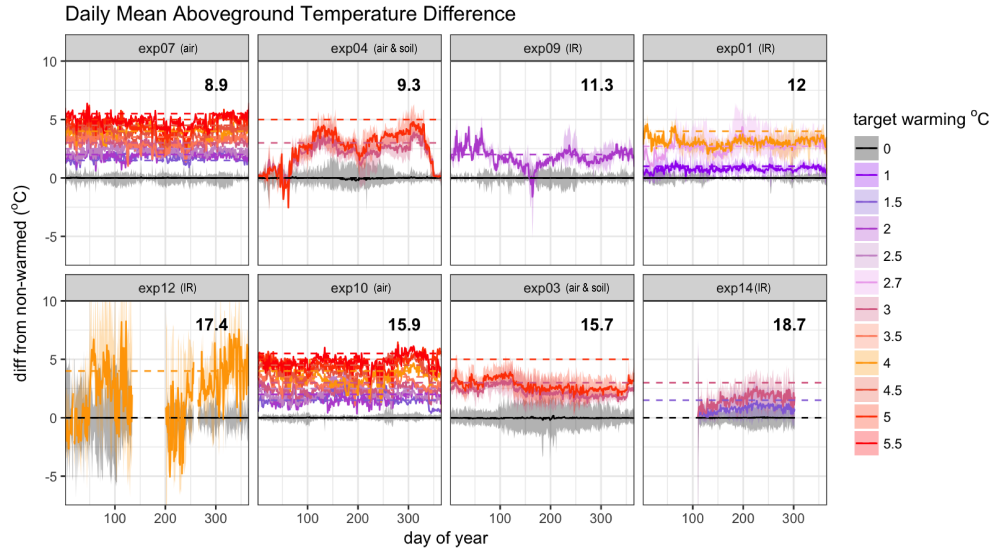 Daily Mean Aboveground Temperature Difference
exp07 (air)
exp04 (air & soil)
exp09 (IR)
exp01 (IR)
10
5
0
-5
8.9
9.3
11.3
12
exp12 (IR)
exp10 (air)
exp03 (air & soil)
exp14(IR)
10
5
0
-5
17.4
15.9
15.7
18.7
100 200 300
100 200 300
100 200 300
100 200 300
day of year
diff from non-warmed (°C)
target warming °C
0
1
1.5
2
2.5
2.7
3
3.5
4
4.5
5
5.5